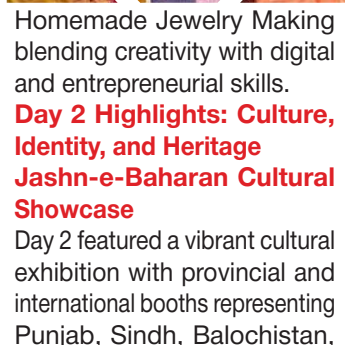 Homemade Jewelry Making
blending creativity with digital
and entrepreneurial skills.
Day 2 Highlights: Culture,
Identity, and Heritage
Jashn-e-Baharan Cultural
Showcase
Day 2 featured a vibrant cultural
exhibition with provincial and
international booths representing
Punjab, Sindh, Balochistan,